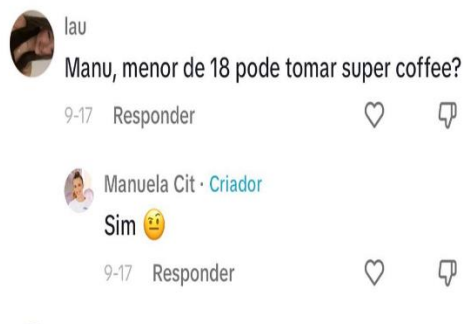 lau
Manu, menor de 18 pode tomar super coffee?
9-17 Responder
Manuela Cit · Criador
Sim 🤨
9-17 Responder